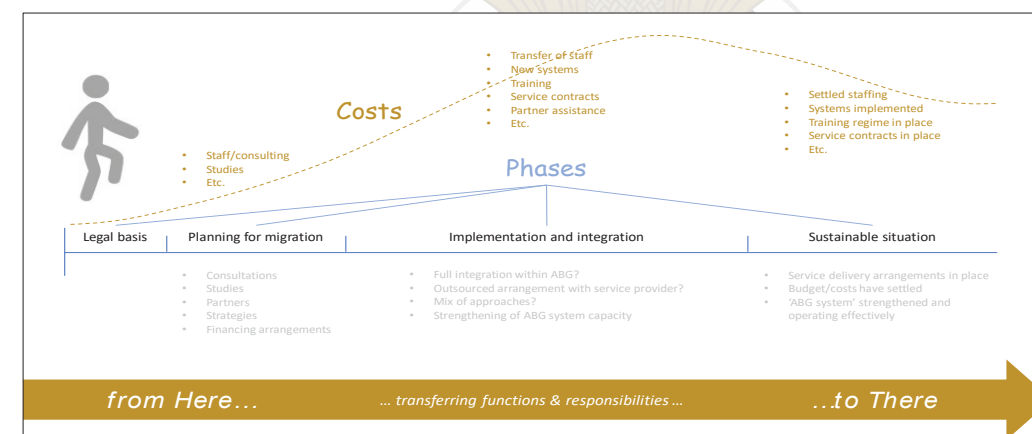 • Transfer of staff
• New systems
• Training
• Service contracts
• Partner assistance
• Etc.
Costs
• Settled staffing
• Systems implemented
• Training regime in place
• Service contracts in place
• Etc.
• Staff/consulting
• Studies
• Etc.
Phases
Legal basis
Planning for migration
Implementation and integration
Sustainable situation
• Consultations
• Studies
• Partners
• Strategies
• Financing arrangements
• Full integration within ABG?
• Outsourced arrangement with service provider?
• Mix of approaches?
• Strengthening of ABG system capacity
• Service delivery arrangements in place
• Budget/costs have settled
• ‘ABG system’ strengthened and
operating effectively
from Here...
... transferring functions & responsibilities ...
...to There